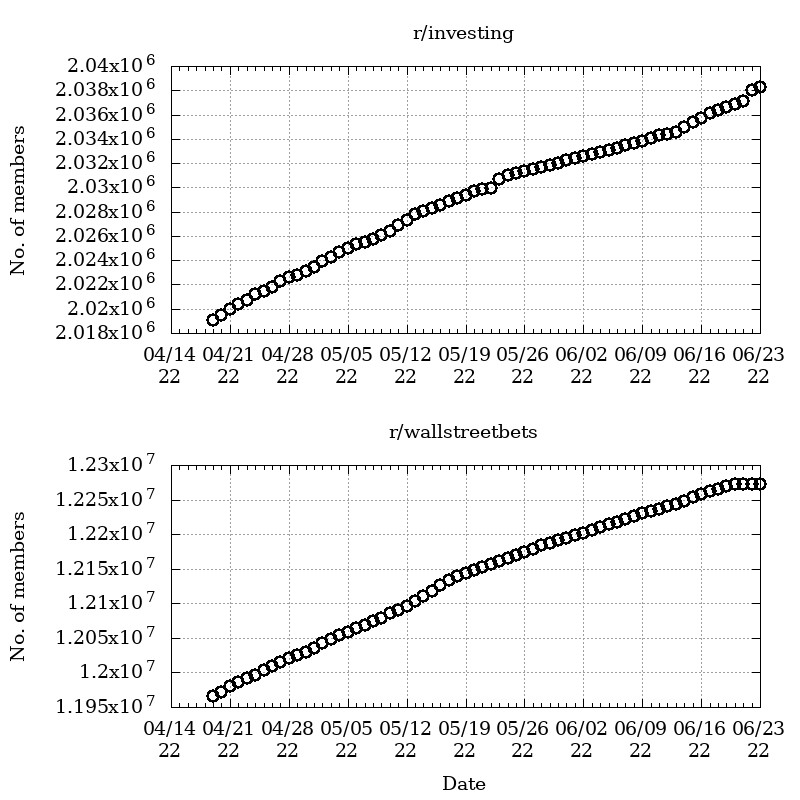 r/investing
No. of members
2.04x10^6
2.038x10^6
2.036x10^6
2.034x10^6
2.032x10^6
2.03x10^6
2.028x10^6
2.026x10^6
2.024x10^6
2.022x10^6
2.02x10^6
2.018x10^6
04/14 04/21 04/28 05/05 05/12 05/19 05/26 06/02 06/09 06/16 06/23
22 22 22 22 22 22 22 22 22 22 22
r/wallstreetbets
No. of members
1.23x10^7
1.225x10^7
1.22x10^7
1.215x10^7
1.21x10^7
1.205x10^7
1.2x10^7
1.195x10^7
04/14 04/21 04/28 05/05 05/12 05/19 05/26 06/02 06/09 06/16 06/23
22 22 22 22 22 22 22 22 22 22 22
Date